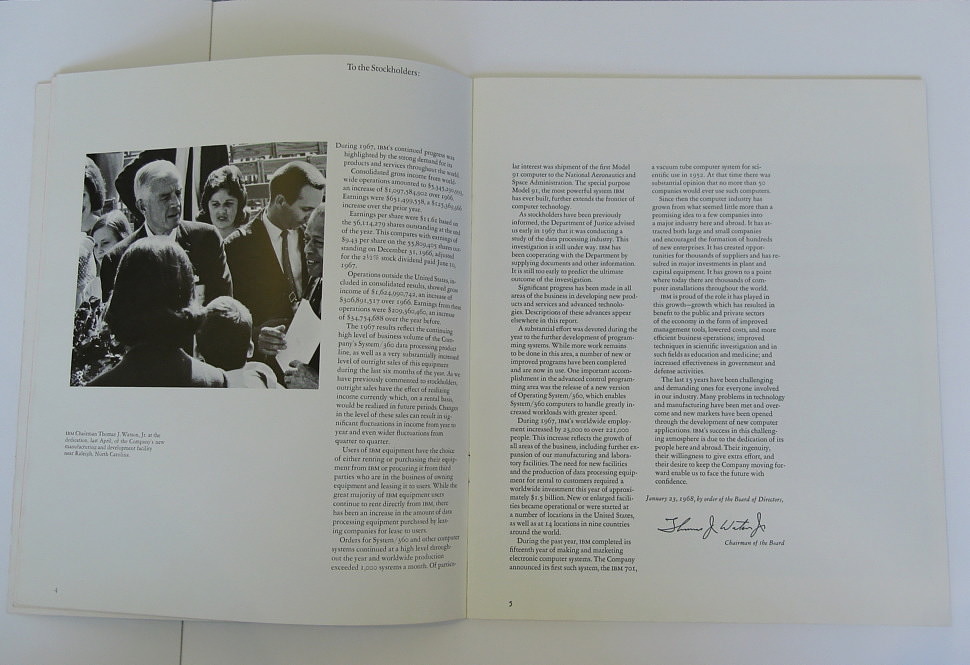 To the Stockholders:
During 1967, IBM's continued progress was
highlighted by the strong demand for its
products and services throughout the world.
Consolidated gross income from world-
wide operations amounted to
an increase of $1,097,584,902 over 1966.
Earnings were $651,499,558, a
increase over the prior year.
Earnings per share were $11.61 based on
the 56,114,279 shares outstanding at the end
of the year. This compares with earnings of
$9.43 per share on the 55,809,405 shares out-
standing on December 31, 1966, adjusted
for the 2½% stock dividend paid June 10,
1967.
Operations outside the United States, in-
cluded in consolidated results, showed gross
income of $1,624,990,742, an increase of
$306,891,517 over 1966. Earnings from these
operations were $209,360,460, an increase
of $34,734,688 over the year before.
The 1967 results reflect the continuing
high level of business volume of the Com-
pany's System/360 data processing product
line, as well as a very substantially increased
level of outright sales of this equipment
during the last six months of the year. As we
have previously commented to stockholders,
outright sales have the effect of realizing
income currently which, on a rental basis,
would be realized in future periods. Changes
in the level of these sales can result in sig-
nificant fluctuations in income from year to
year and even wider fluctuations from
quarter to quarter.
Users of IBM equipment have the choice
of either renting or purchasing their equip-
ment from IBM or procuring it from third
parties who are in the business of owning
equipment and leasing it to users. While the
great majority of IBM equipment users
continue to rent directly from IBM, there
has been an increase in the amount of data
processing equipment purchased by leas-
ing companies for lease to users.
Orders for System/360 and other computer
systems continued at a high level through-
out the year and worldwide production
exceeded 1,000 systems a month. Of particu-
IBM Chairman Thomas J. Watson, Jr. at the
dedication, last April, of the Company's new
manufacturing and development facility
near Raleigh, North Carolina.
4
lar interest was shipment of the first Model
91 computer to the National Aeronautics and
Space Administration. The special purpose
Model 91, the most powerful system IBM
has ever built, further extends the frontier of
computer technology.
As stockholders have been previously
informed, the Department of Justice advised
us early in 1967 that it was conducting a
study of the data processing industry. This
investigation is still under way. IBM has
been cooperating with the Department by
supplying documents and other information.
It is still too early to predict the ultimate
outcome of the investigation.
Significant progress has been made in all
areas of the business in developing new prod-
ucts and services and advanced technolo-
gies. Descriptions of these advances appear
elsewhere in this report.
A substantial effort was devoted during the
year to the further development of program-
ming systems. While more work remains
to be done in this area, a number of new or
improved programs have been completed
and are now in use. One important accom-
plishment in the advanced control program-
ming area was the release of a new version
of Operating System/360, which enables
System/360 computers to handle greatly in-
creased workloads with greater speed.
During 1967, IBM's worldwide employ-
ment increased by 23,000 to over 221,000
people. This increase reflects the growth of
all areas of the business, including further ex-
pansion of our manufacturing and labora-
tory facilities. The need for new facilities
and the production of data processing equip-
ment for rental to customers required a
worldwide investment this year of approxi-
mately $1.5 billion. New or enlarged facili-
ties became operational or were started at
a number of locations in the United States,
as well as at 14 locations in nine countries
around the world.
During the past year, IBM completed its
fifteenth year of making and marketing
electronic computer systems. The Company
announced its first such system, the IBM 701,
a vacuum tube computer system for sci-
entific use in 1952. At that time there was
substantial opinion that no more than 50
companies would ever use such computers.
Since then the computer industry has
grown from what seemed little more than a
promising idea to a few companies into
a major industry here and abroad. It has at-
tracted both large and small companies
and encouraged the formation of hundreds
of new enterprises. It has created oppor-
tunities for thousands of suppliers and has re-
sulted in major investments in plant and
capital equipment. It has grown to a point
where today there are thousands of com-
puter installations throughout the world.
IBM is proud of the role it has played in
this growth—growth which has resulted in
benefit to the public and private sectors
of the economy in the form of improved
management tools, lowered costs, and more
efficient business operations; improved
techniques in scientific investigation and in
such fields as education and medicine; and
increased effectiveness in government and
defense activities.
The last 15 years have been challenging
and demanding ones for everyone involved
in our industry. Many problems in technology
and manufacturing have been met and over-
come and new markets have been opened
through the development of new computer
applications. IBM's success in this challeng-
ing atmosphere is due to the dedication of its
people here and abroad. Their ingenuity,
their willingness to give extra effort, and
their desire to keep the Company moving for-
ward enable us to face the future with
confidence.
January 23, 1968, by order of the Board of Directors,
Thomas J. Watson Jr
Chairman of the Board
5